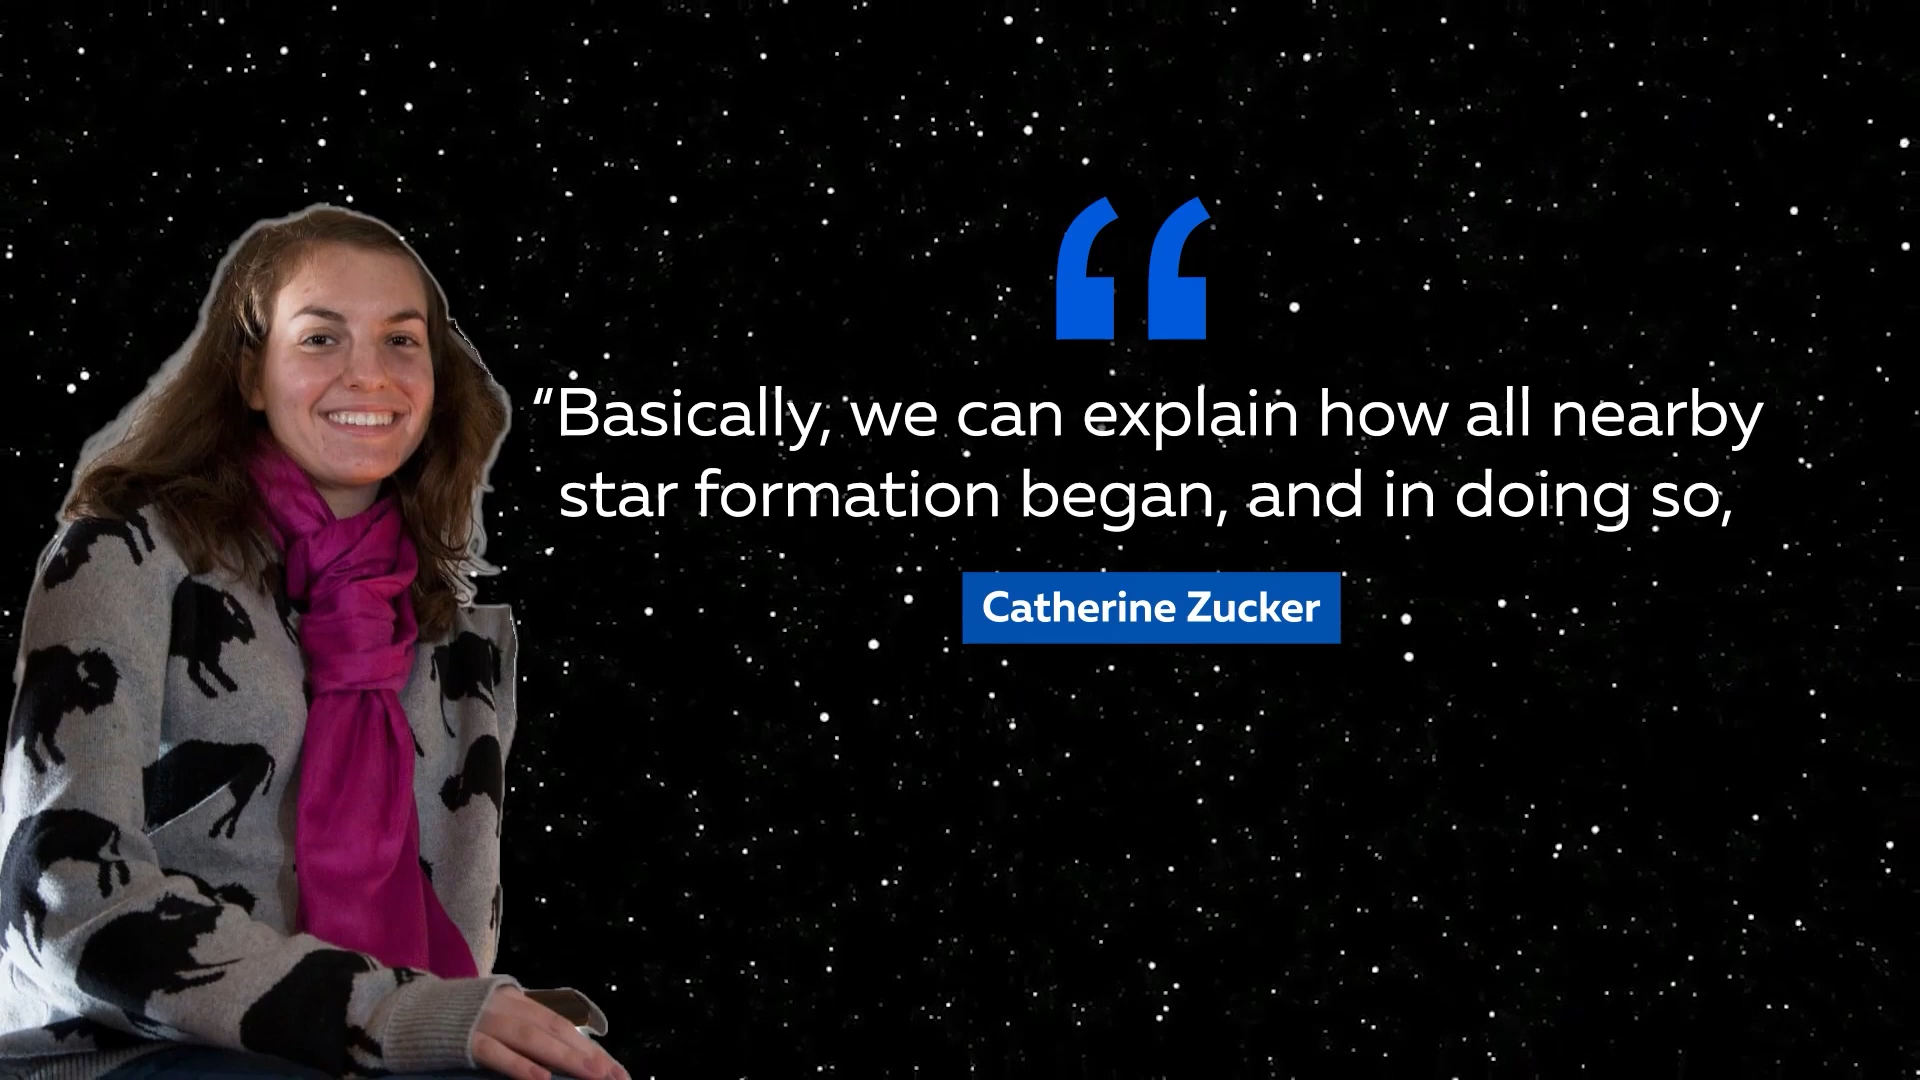 “Basically, we can explain how all nearby
star formation began, and in doing so,
Catherine Zucker